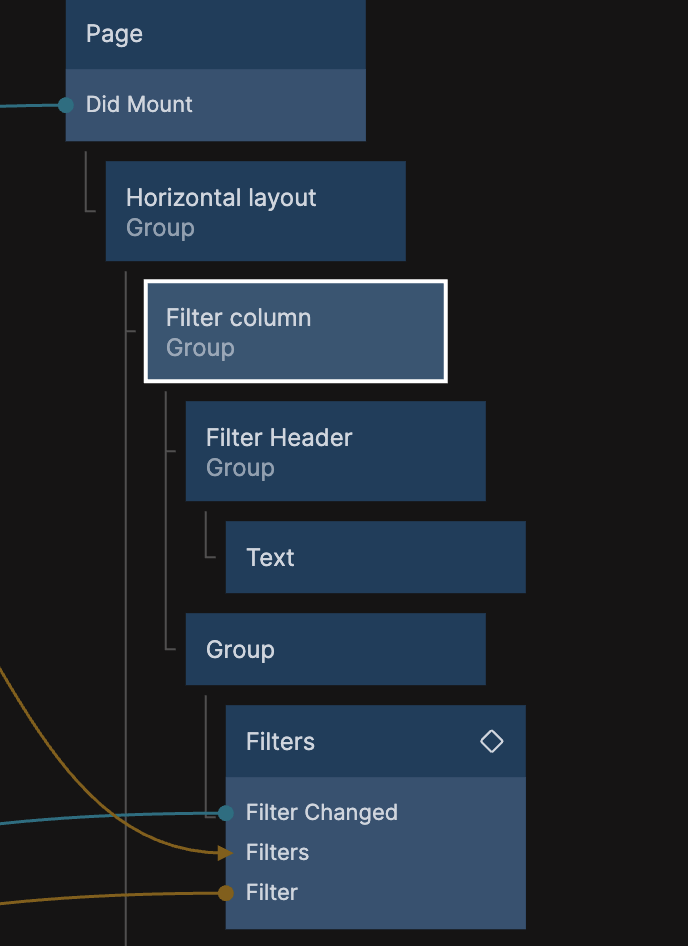 Page
Did Mount
Horizontal layout
Group
Filter column
Group
Filter Header
Group
Text
Group
Filters
Filter Changed
Filters
Filter